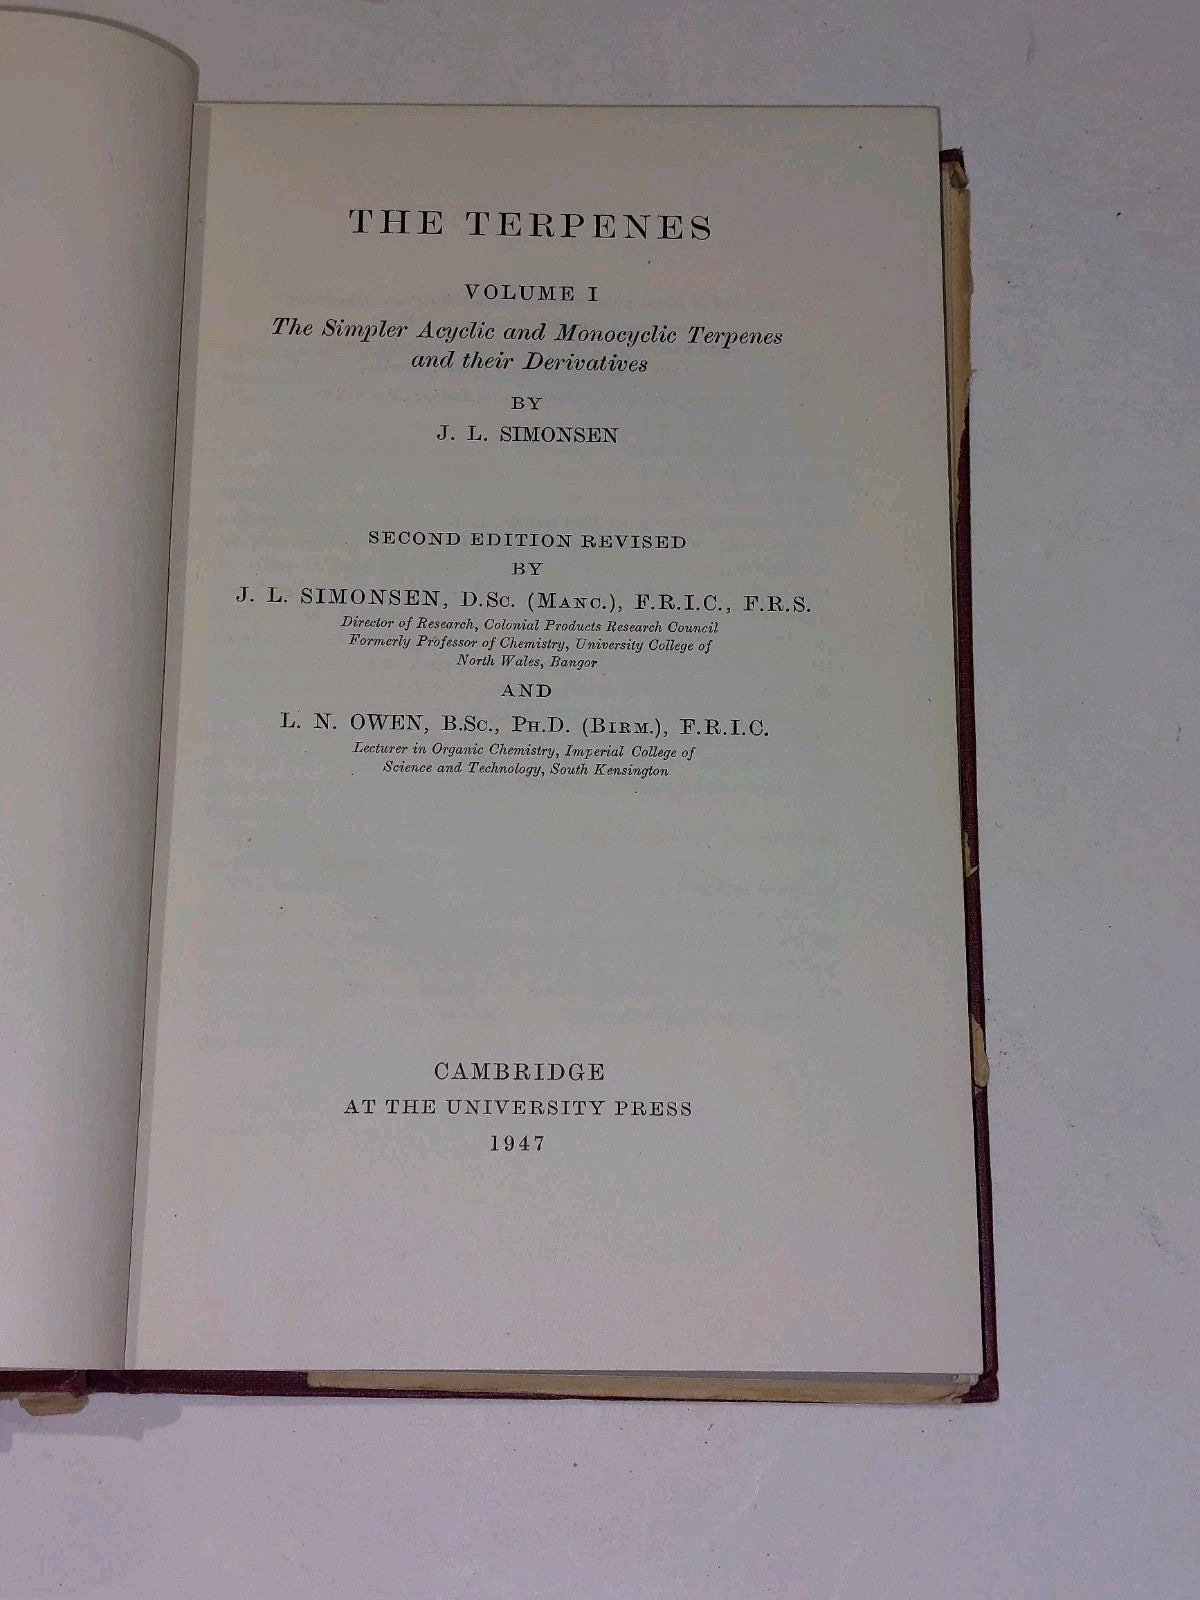 THE TERPENES
VOLUME I
The Simpler Acyclic and Monocyclic Terpenes
and their Derivatives
BY
J. L. SIMONSEN
SECOND EDITION REVISED
BY
J. L. SIMONSEN, D.Sc. (Manc.), F.R.I.C., F.R.S.
Director of Research, Colonial Products Research Council
Formerly Professor of Chemistry, University College of
North Wales, Bangor
AND
L. N. OWEN, B.Sc., Ph.D. (Birm.), F.R.I.C.
Lecturer in Organic Chemistry, Imperial College of
Science and Technology, South Kensington
CAMBRIDGE
AT THE UNIVERSITY PRESS
1947